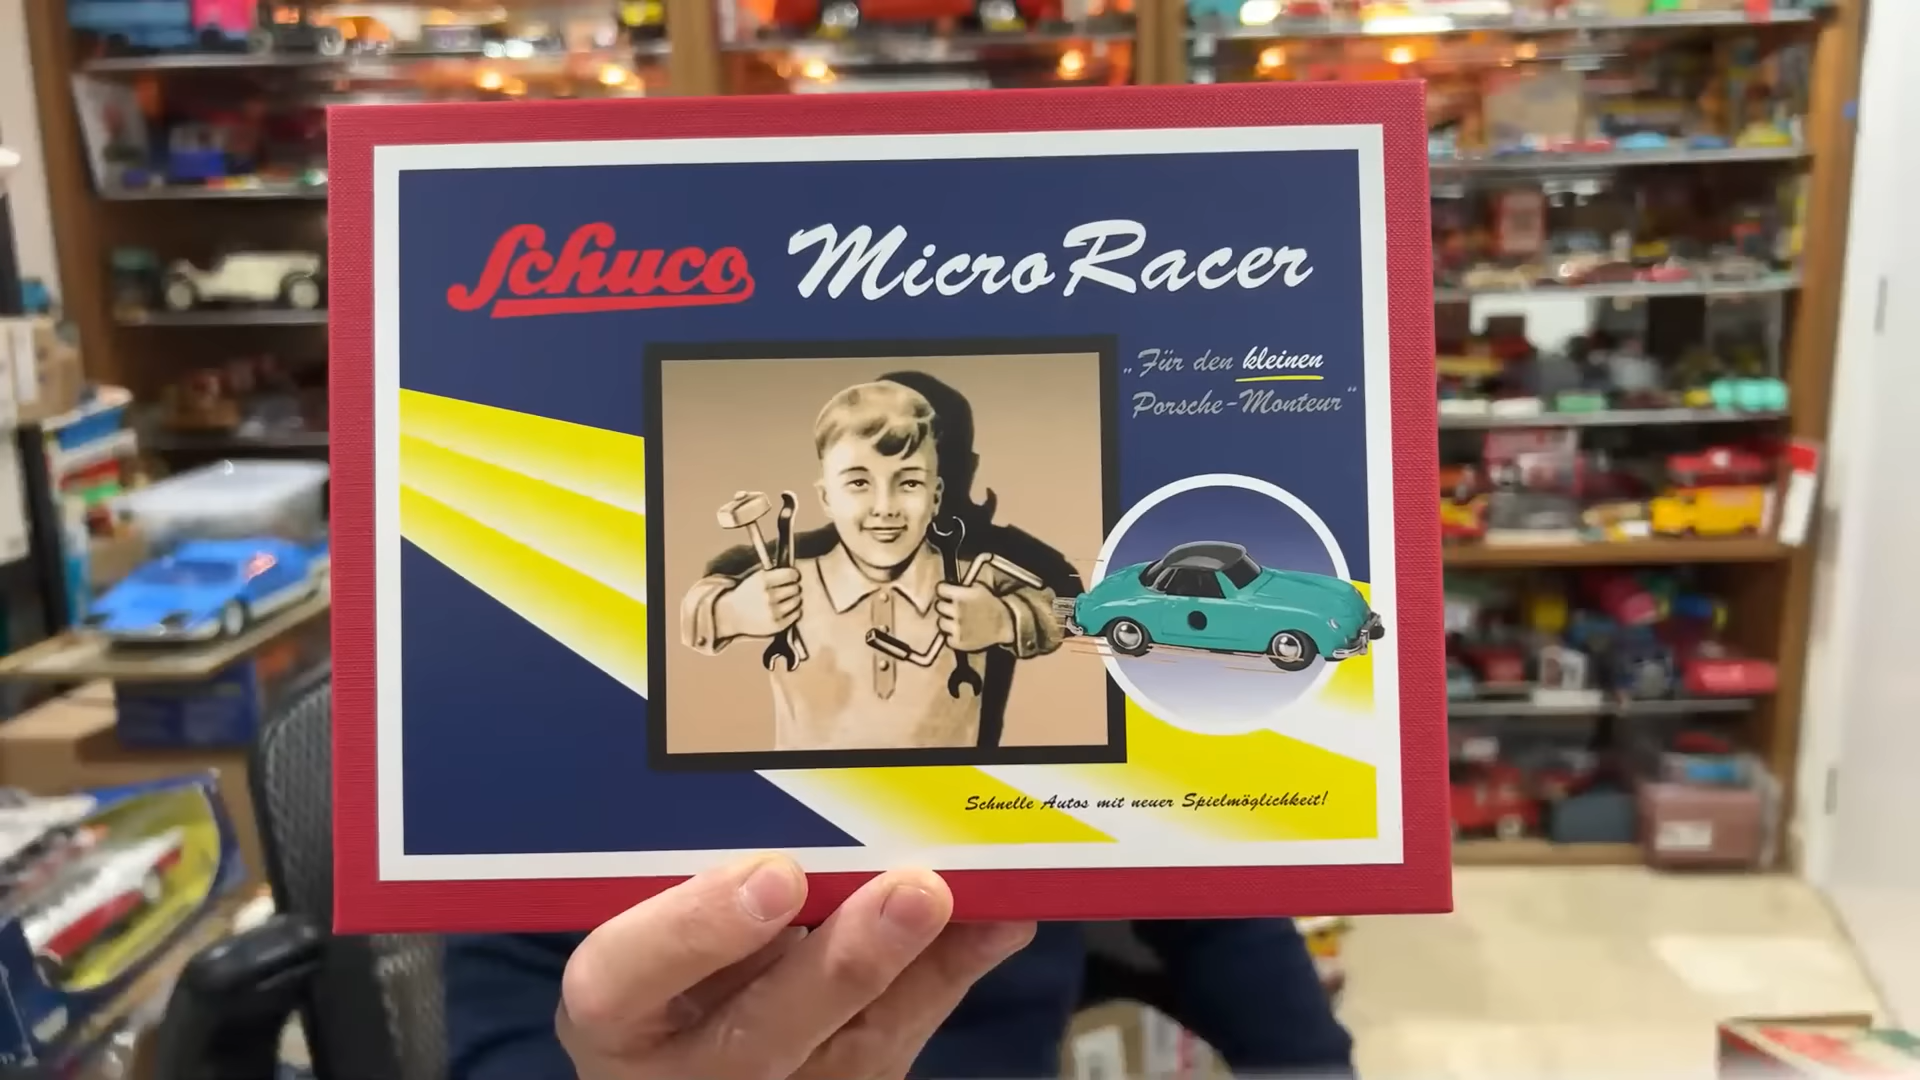 Schuco MicroRacer
„Für den kleinen
Porsche-Monteur“
Schnelle Autos mit neuer Spielmöglichkeit!